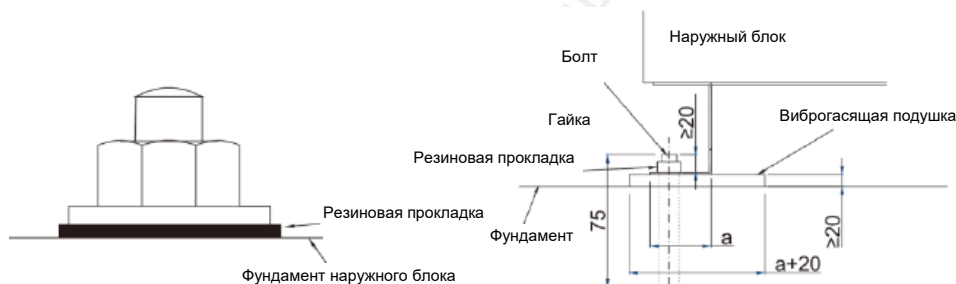 Резиновая прокладка
Фундамент наружного блока
Наружный блок
Болт
Гайка
≥20
Виброгасящая подушка
Резиновая прокладка
75
Фундамент
a
≥20
a+20